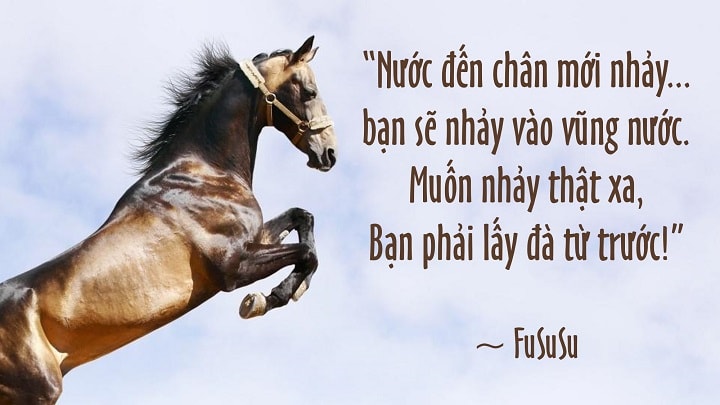 “Nước đến chân mới nhảy...
bạn sẽ nhảy vào vũng nước.
Muốn nhảy thật xa,
Bạn phải lấy đà từ trước!”
~ FuSuSu